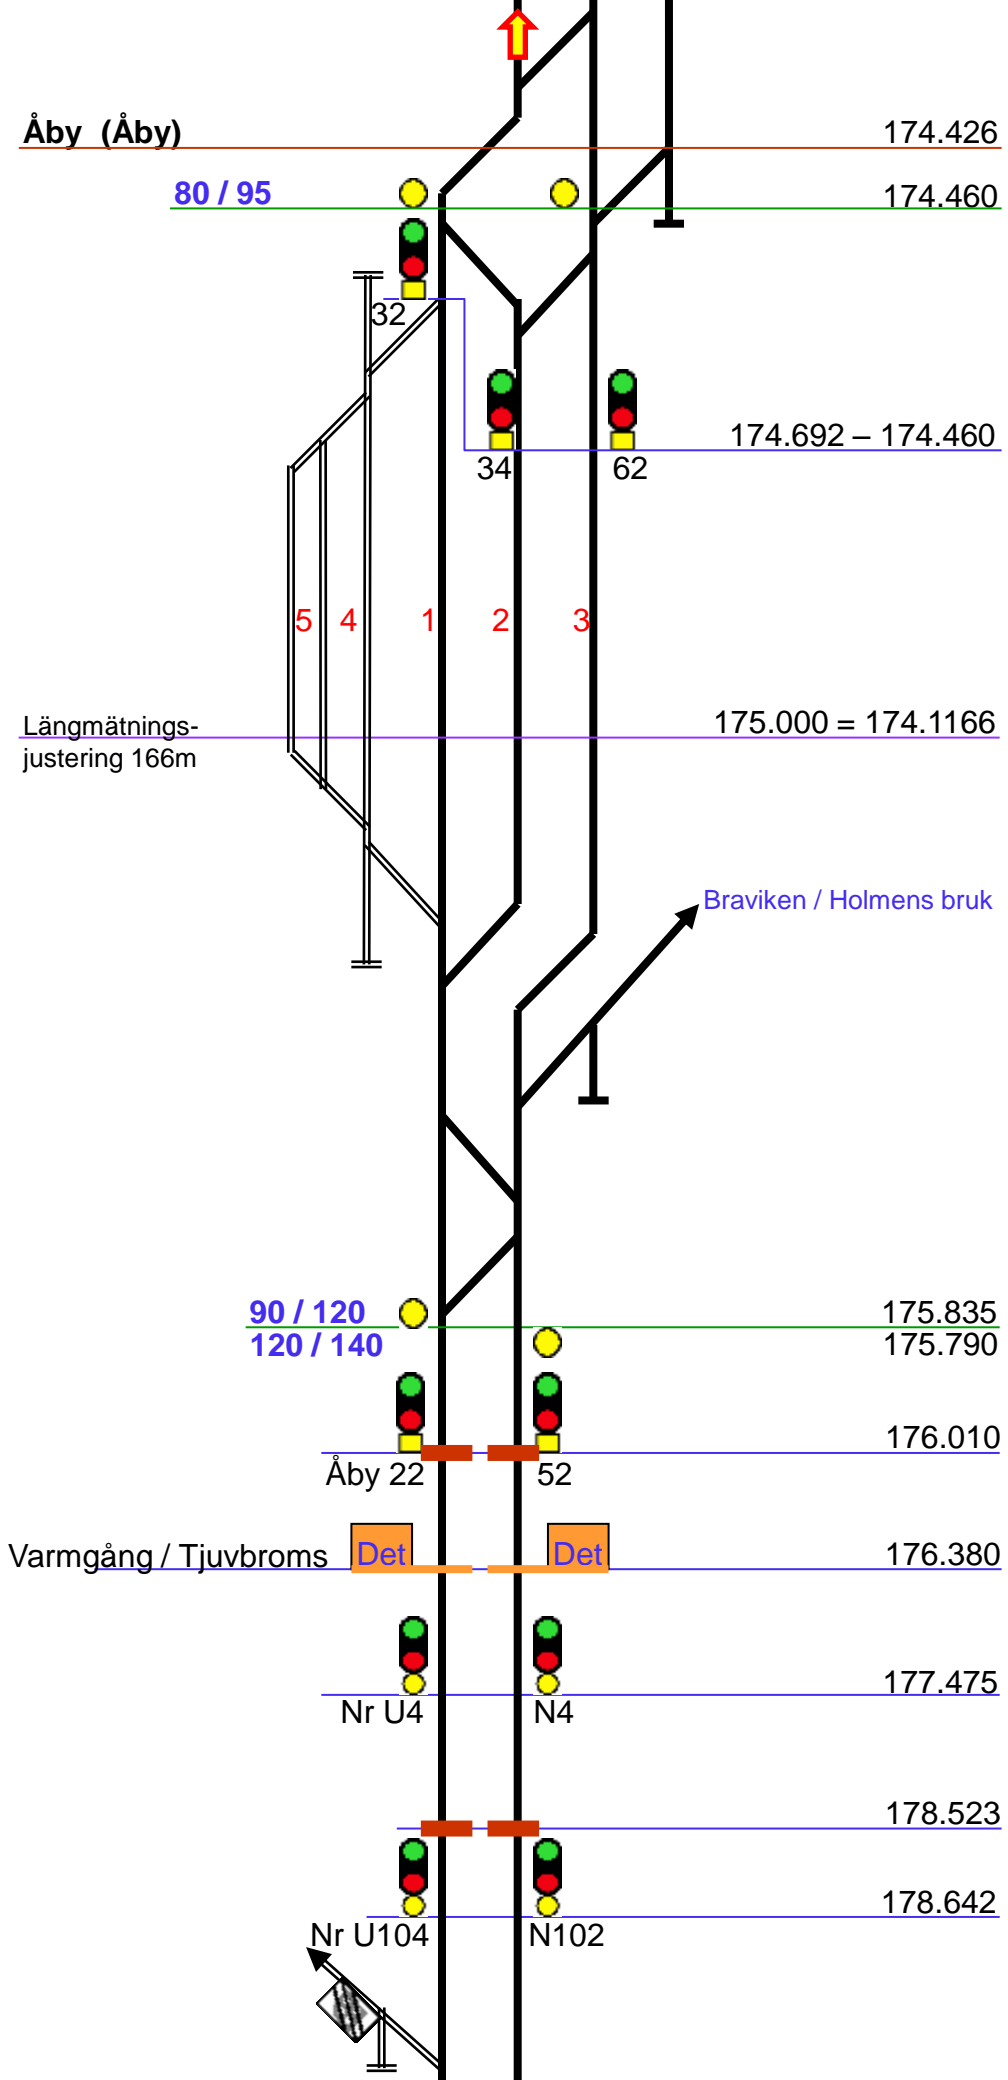 Åby (Åby) 174.426
80 / 95 174.460
32
174.692 – 174.460
34 62
5 4 1 2 3
Längmätnings-
justering 166m
175.000 = 174.1166
Braviken / Holmens bruk
90 / 120 175.835
120 / 140 175.790
176.010
Åby 22 52
Varmgång / Tjuvbroms Det Det 176.380
177.475
Nr U4 N4
178.523
178.642
Nr U104 N102